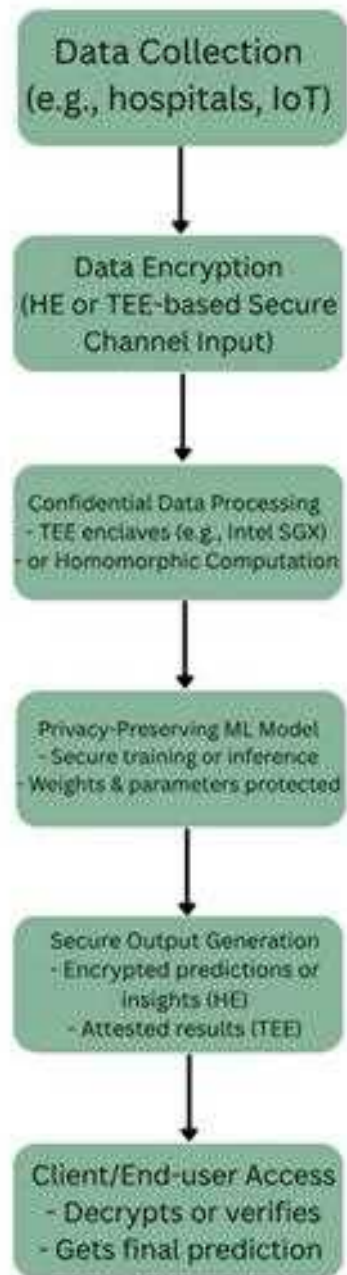 Data Collection
(e.g., hospitals, IoT)
Data Encryption
(HE or TEE-based Secure
Channel Input)
Confidential Data Processing
- TEE enclaves (e.g., Intel SGX)
- or Homomorphic Computation
Privacy-Preserving ML Model
- Secure training or inference
- Weights & parameters protected
Secure Output Generation
- Encrypted predictions or
insights (HE)
- Attested results (TEE)
Client/End-user Access
- Decrypts or verifies
- Gets final prediction